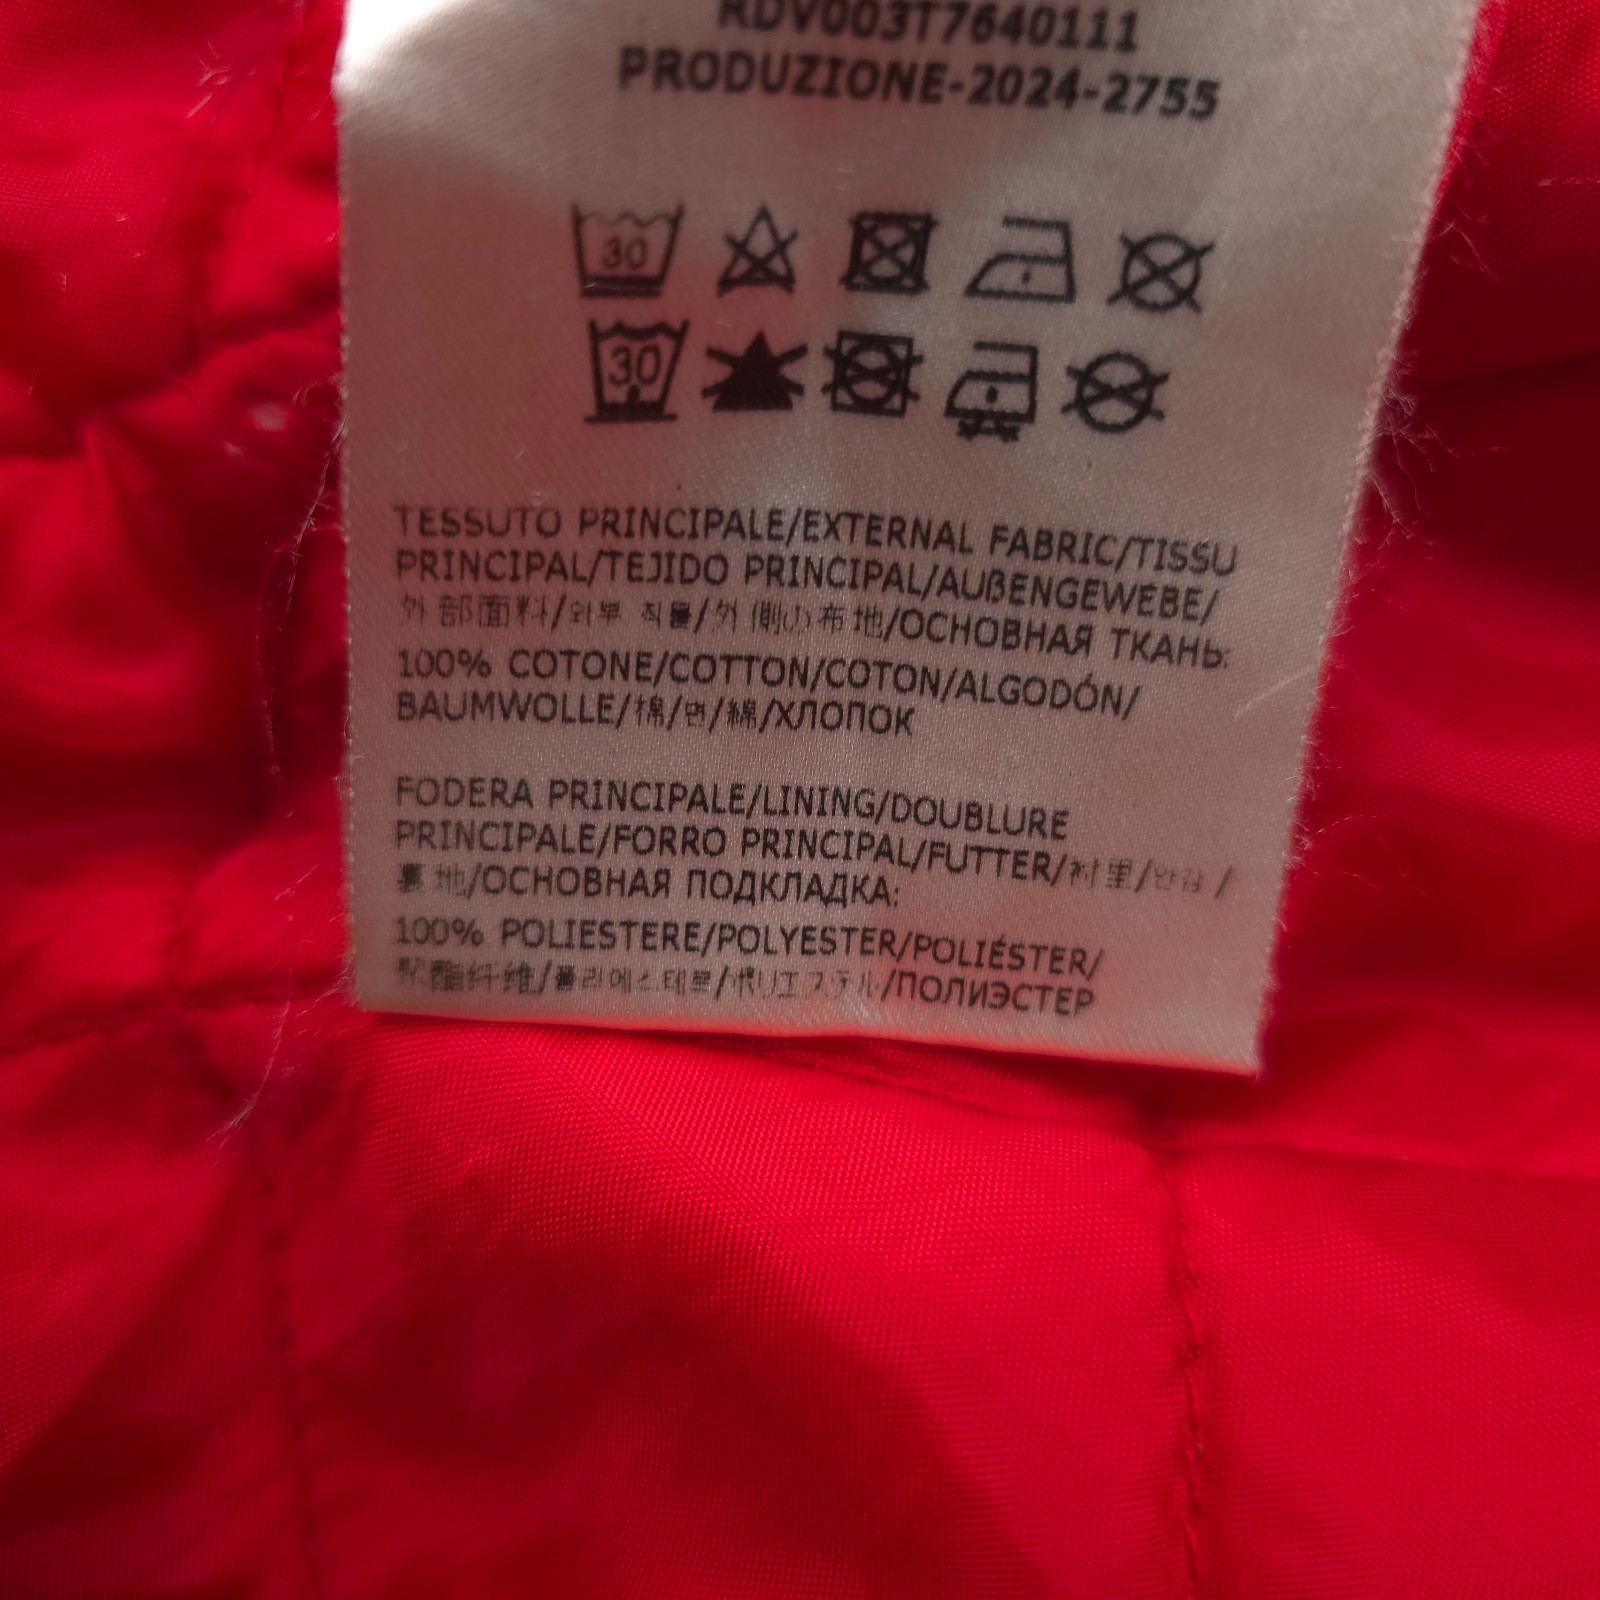 RDV003T7640111
PRODUZIONE-2024-2755
30
30
TESSUTO PRINCIPALE/EXTERNAL FABRIC/TISSU
PRINCIPAL/TEJIDO PRINCIPAL/AUßENGEWEBE/
外部面料/외부 직물/外側の布地/ОСНОВНАЯ ТКАНЬ:
100% COTONE/COTTON/COTON/ALGODÓN/
BAUMWOLLE/棉/면/綿/ХЛОПОК
FODERA PRINCIPALE/LINING/DOUBLURE
PRINCIPALE/FORRO PRINCIPAL/FUTTER/衬里/안감/
裏地/ОСНОВНАЯ ПОДКЛАДКА:
100% POLIESTERE/POLYESTER/POLIÉSTER/
聚酯纤维/폴리에스테르/ポリエステル/ПОЛИЭСТЕР